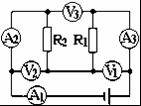 V₃
A₂ R₂ R₁ A₃
V₂ V₁
A₁